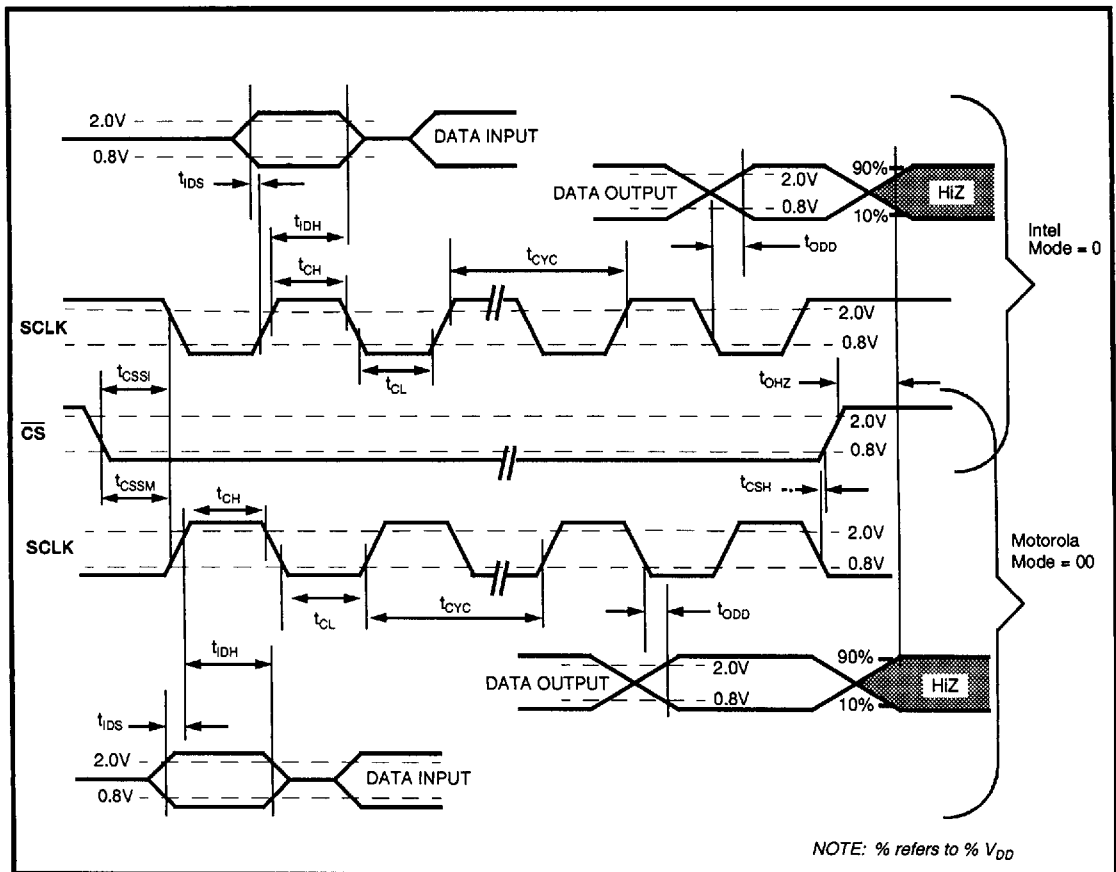 2.0V
DATA INPUT
0.8V
90%
DATA OUTPUT
2.0V
HiZ
0.8V
10%
tIDS
tIDH
tODD
Intel
Mode = 0
tCH
tCYC
SCLK
2.0V
0.8V
tCSSI
tCL
tOHZ
CS
2.0V
0.8V
tCSSM
tCH
tCSH
SCLK
2.0V
0.8V
Motorola
Mode = 00
tCL
tCYC
tODD
tIDH
90%
DATA OUTPUT
2.0V
HiZ
0.8V
10%
tIDS
2.0V
DATA INPUT
0.8V
NOTE: % refers to % VDD